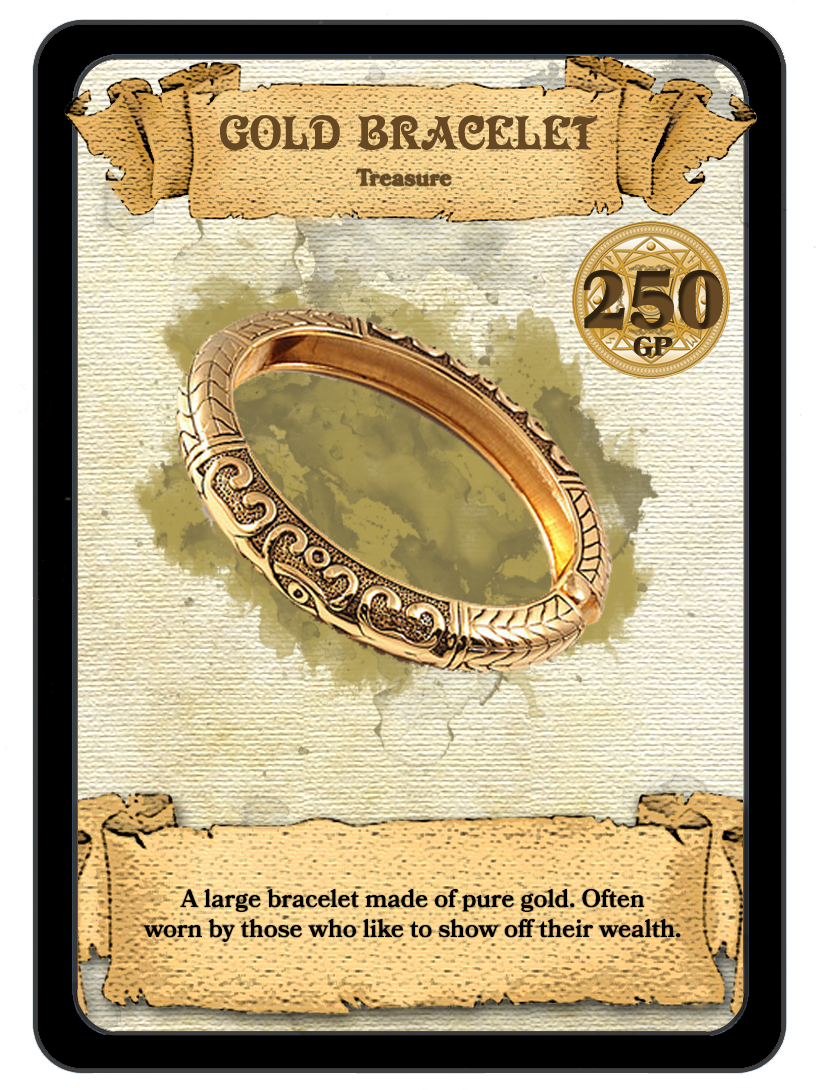 GOLD BRACELET
Treasure
250
GP
A large bracelet made of pure gold. Often
worn by those who like to show off their wealth.